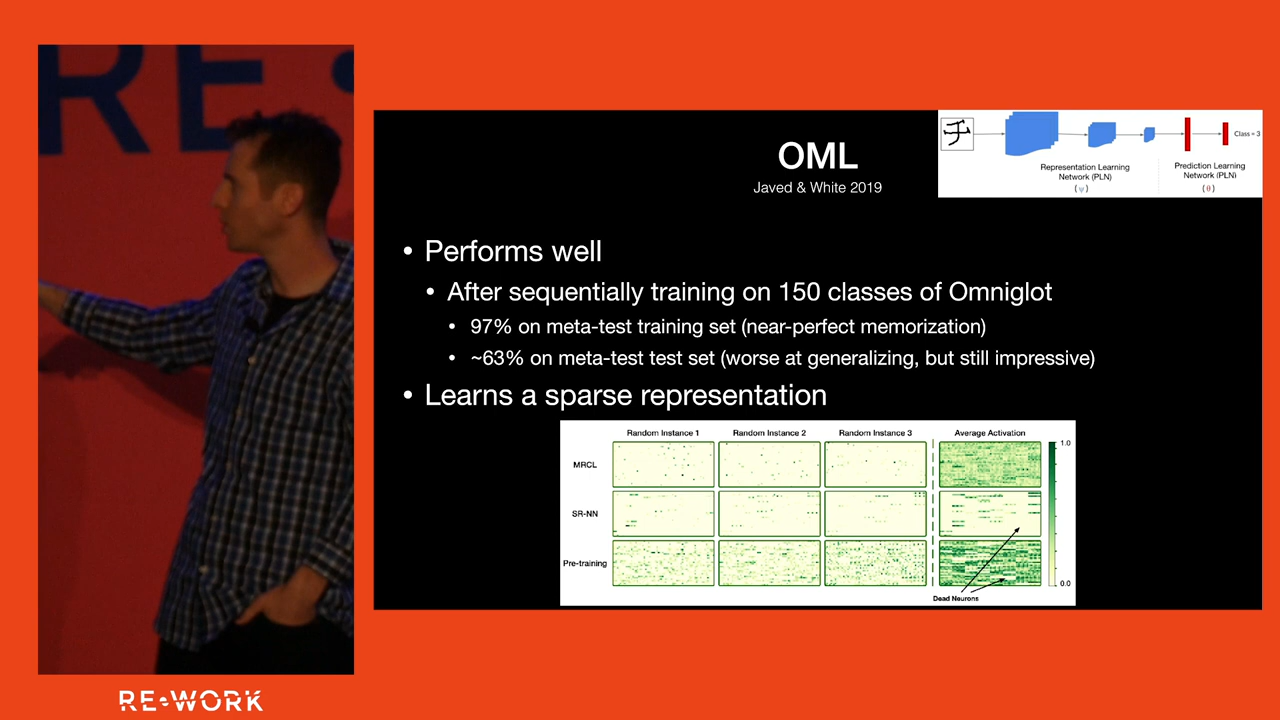 RE
OML
Javed & White 2019
Class = 3
Representation Learning
Network (PLN)
(ψ)
Prediction Learning
Network (PLN)
(θ)
• Performs well
• After sequentially training on 150 classes of Omniglot
• 97% on meta-test training set (near-perfect memorization)
• ~63% on meta-test test set (worse at generalizing, but still impressive)
• Learns a sparse representation
Random Instance 1 Random Instance 2 Random Instance 3 Average Activation
1.0
MRCL
SR-NN
Pre-training
0.0
Dead Neurons
RE•WORK